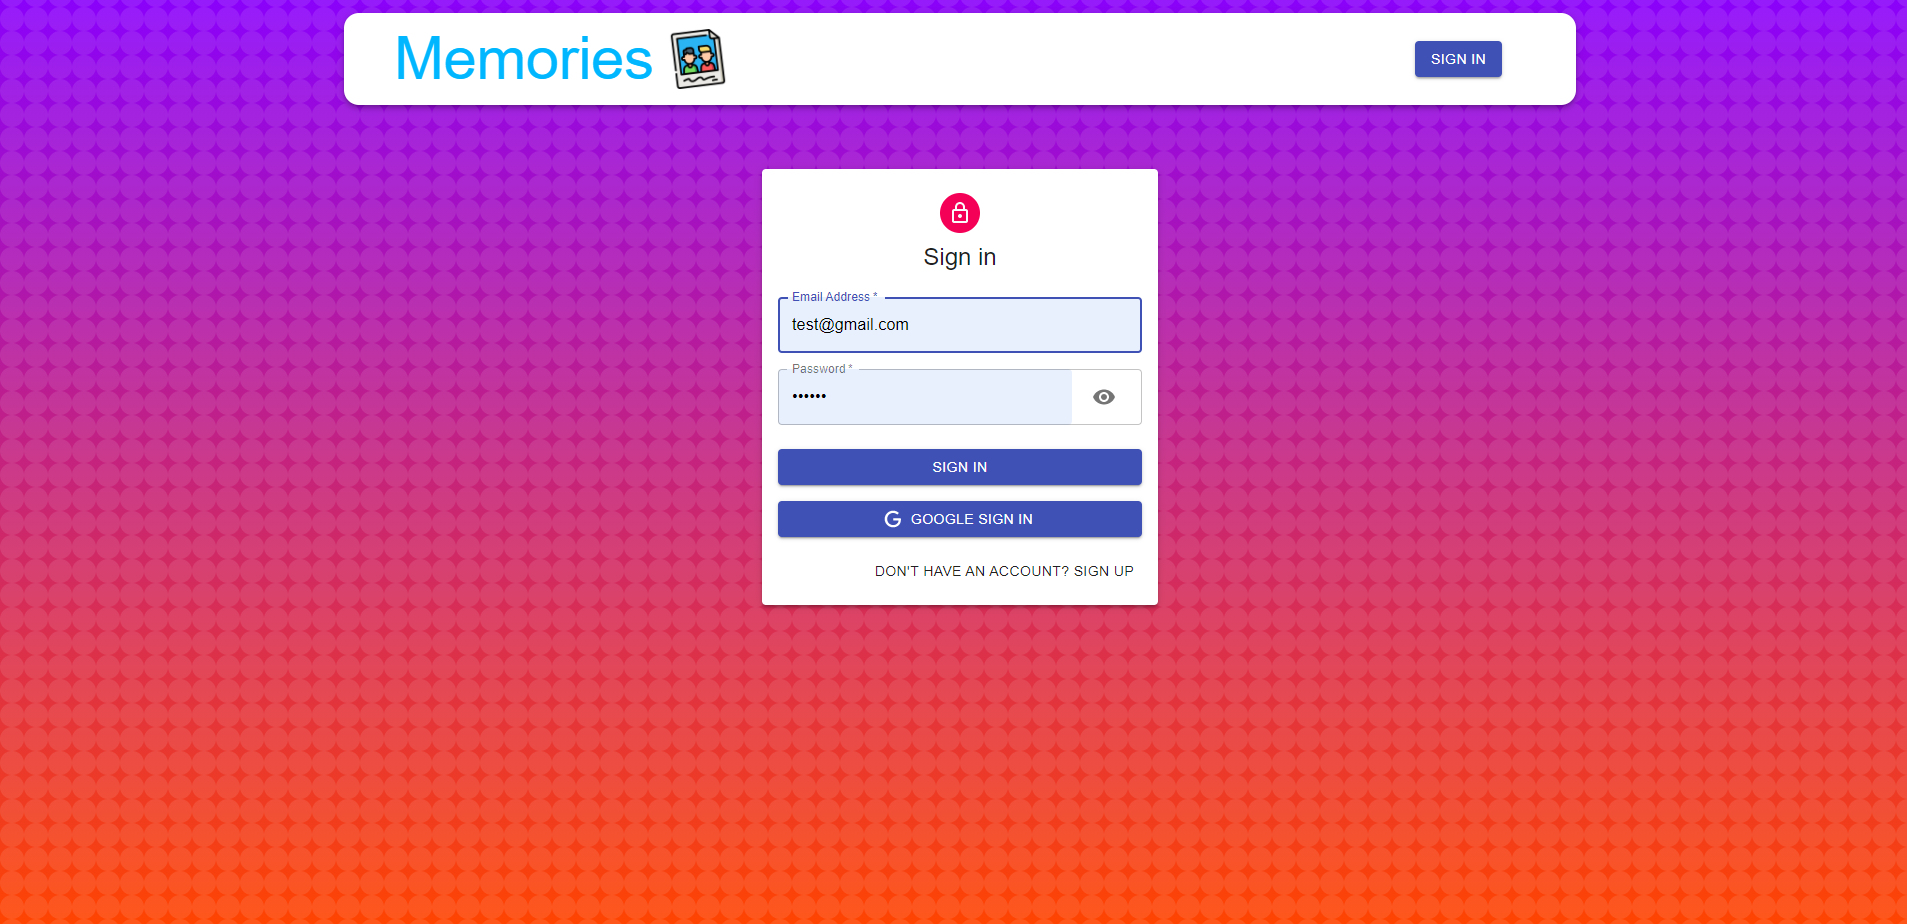 Memories
SIGN IN
Sign in
Email Address *
test@gmail.com
Password *
••••••
SIGN IN
GOOGLE SIGN IN
DON'T HAVE AN ACCOUNT? SIGN UP